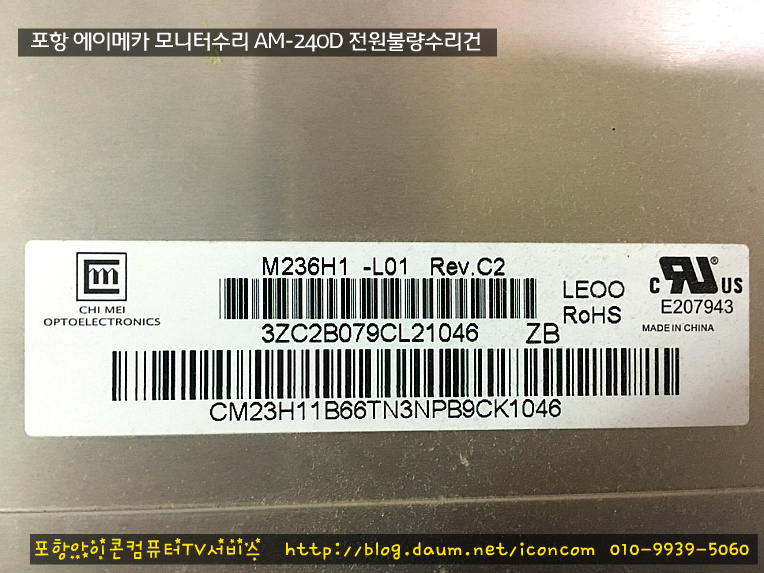 포항 에이메카 모니터수리 AM-240D 전원불량수리건
M236H1 -L01 Rev.C2
CHI MEI
OPTOELECTRONICS
3ZC2B079CL21046 ZB
LEOO
RoHS
c RU US
E207943
MADE IN CHINA
CM23H11B66TN3NPB9CK1046
포항아이콘컴퓨터TV서비스 http://blog.daum.net/iconcom 010-9939-5060